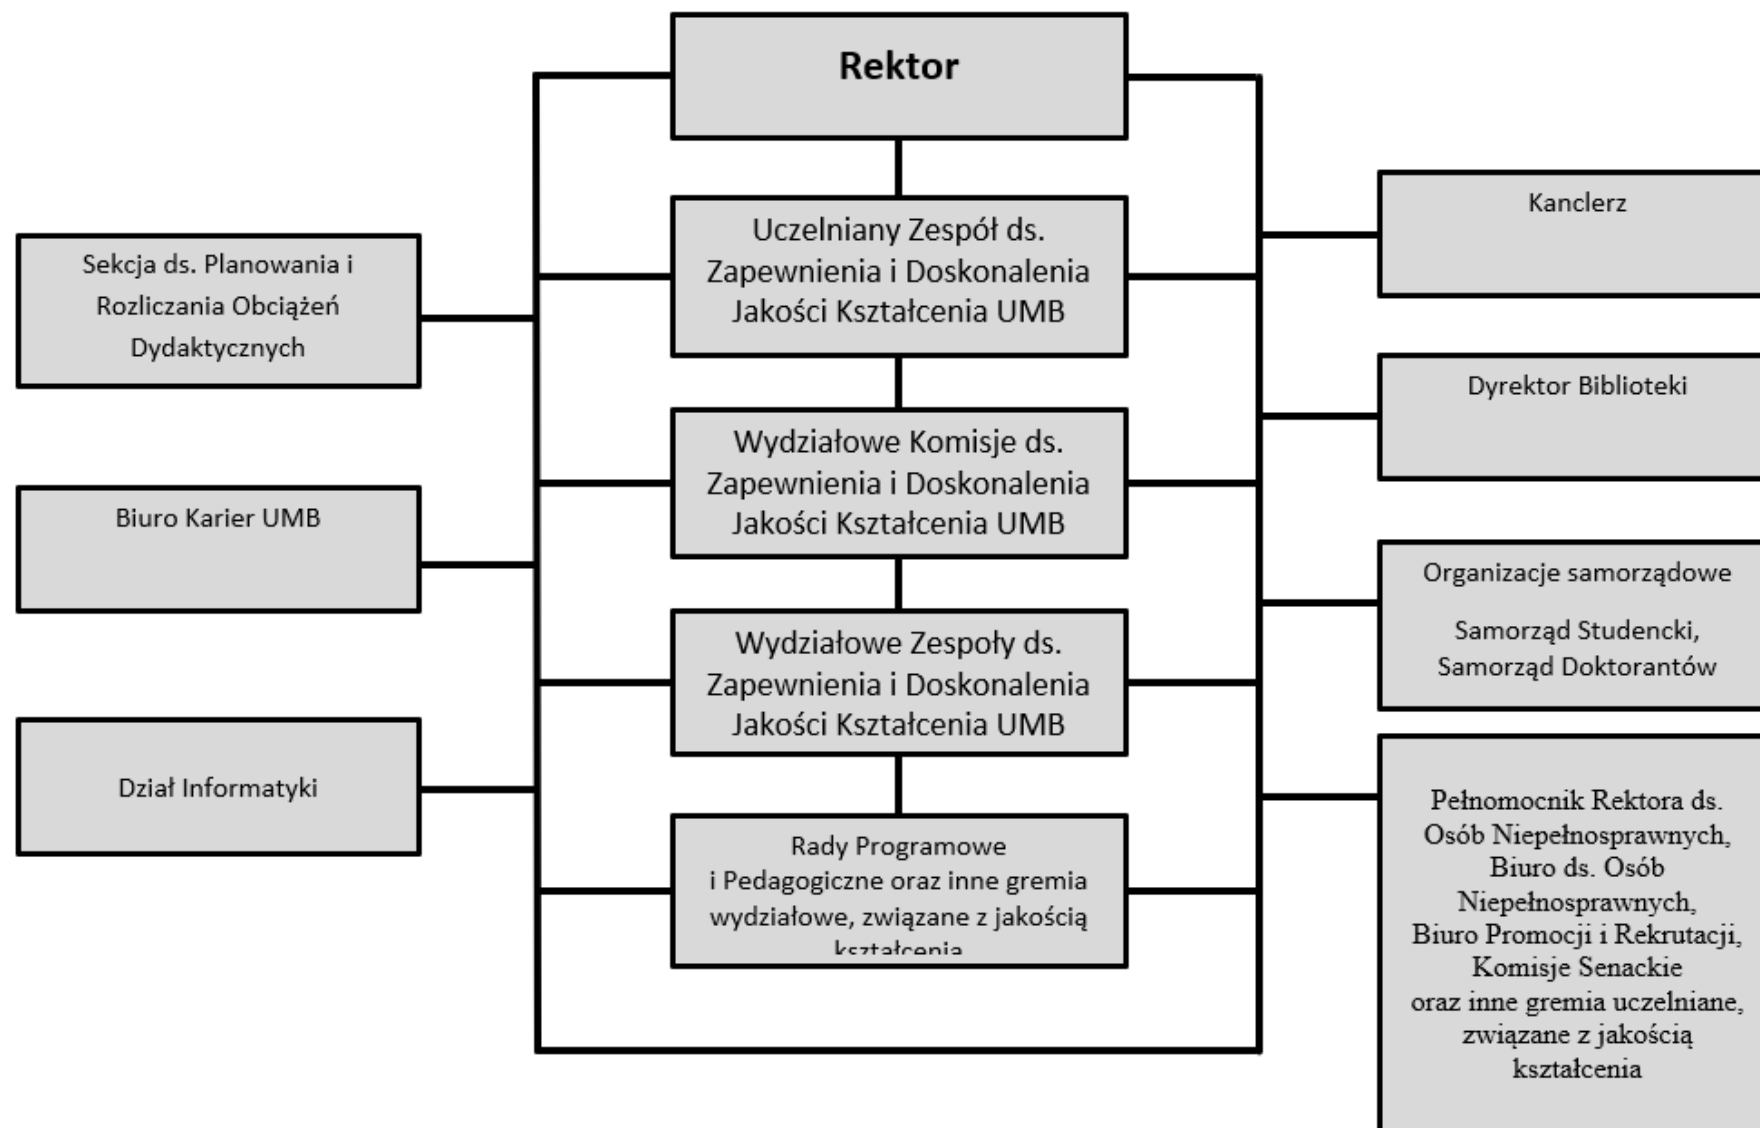 Rektor
Uczelniany Zespół ds.
Zapewnienia i Doskonalenia
Jakości Kształcenia UMB
Wydziałowe Komisje ds.
Zapewnienia i Doskonalenia
Jakości Kształcenia UMB
Wydziałowe Zespoły ds.
Zapewnienia i Doskonalenia
Jakości Kształcenia UMB
Rady Programowe
i Pedagogiczne oraz inne gremia
wydziałowe, związane z jakością
kształcenia
Sekcja ds. Planowania i
Rozliczania Obciążeń
Dydaktycznych
Biuro Karier UMB
Dział Informatyki
Kanclerz
Dyrektor Biblioteki
Organizacje samorządowe
Samorząd Studencki,
Samorząd Doktorantów
Pełnomocnik Rektora ds.
Osób Niepełnosprawnych,
Biuro ds. Osób
Niepełnosprawnych,
Biuro Promocji i Rekrutacji,
Komisje Senackie
oraz inne gremia uczelniane,
związane z jakością
kształcenia